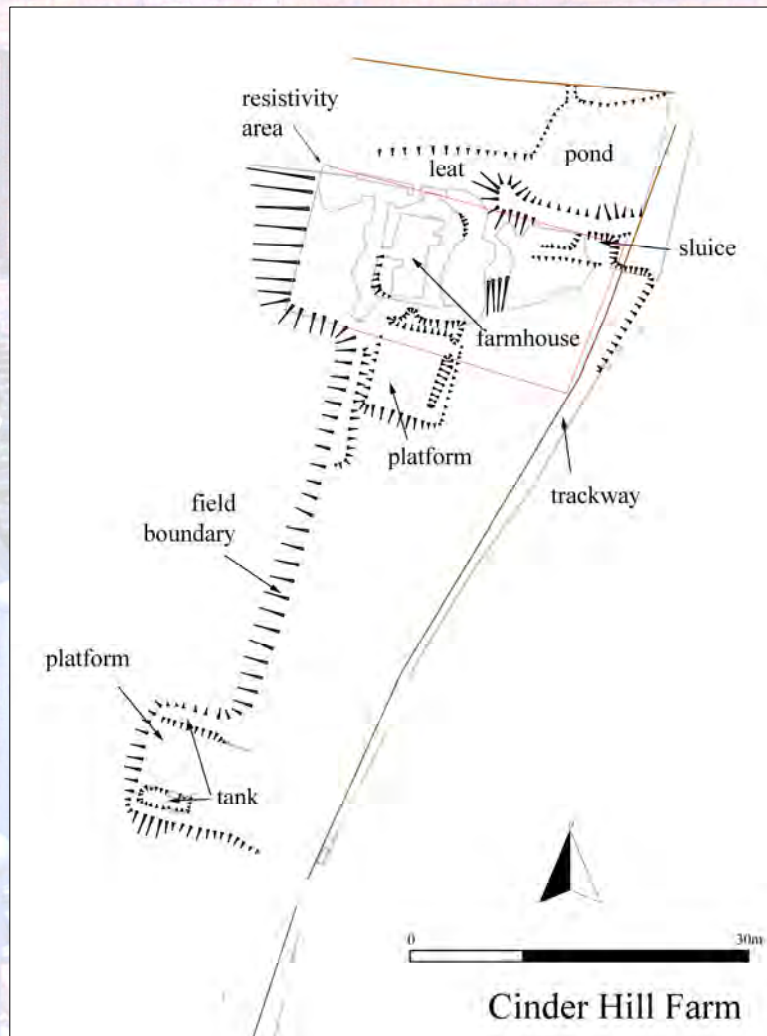 resistivity
area
leat
pond
sluice
farmhouse
platform
trackway
field
boundary
platform
tank
0
30m
Cinder Hill Farm